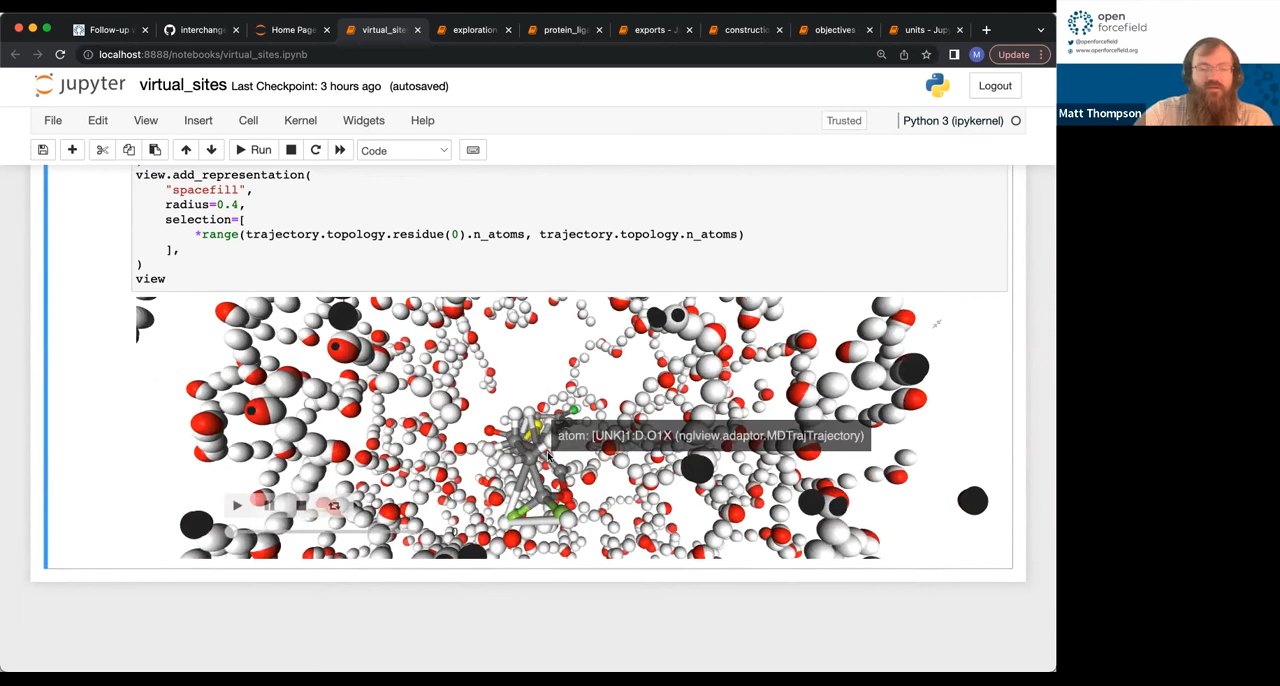 Follow-up w
interchange
Home Page
virtual_site
exploration
protein_liga
exports - J
constructio
objectives
units - Jup
localhost:8888/notebooks/virtual_sites.ipynb
M
Update
jupyter
virtual_sites Last Checkpoint: 3 hours ago (autosaved)
Logout
File
Edit
View
Insert
Cell
Kernel
Widgets
Help
Trusted
Python 3 (ipykernel)
Run
Code
view.add_representation(
"spacefill",
radius=0.4,
selection=[
*range(trajectory.topology.residue(0).n_atoms, trajectory.topology.n_atoms)
],
)
view
atom: [UNK]1:D.O1X (nglview.adaptor.MDTrajTrajectory)
open
forcefield
@openforcefield
www.openforcefield.org
Matt Thompson